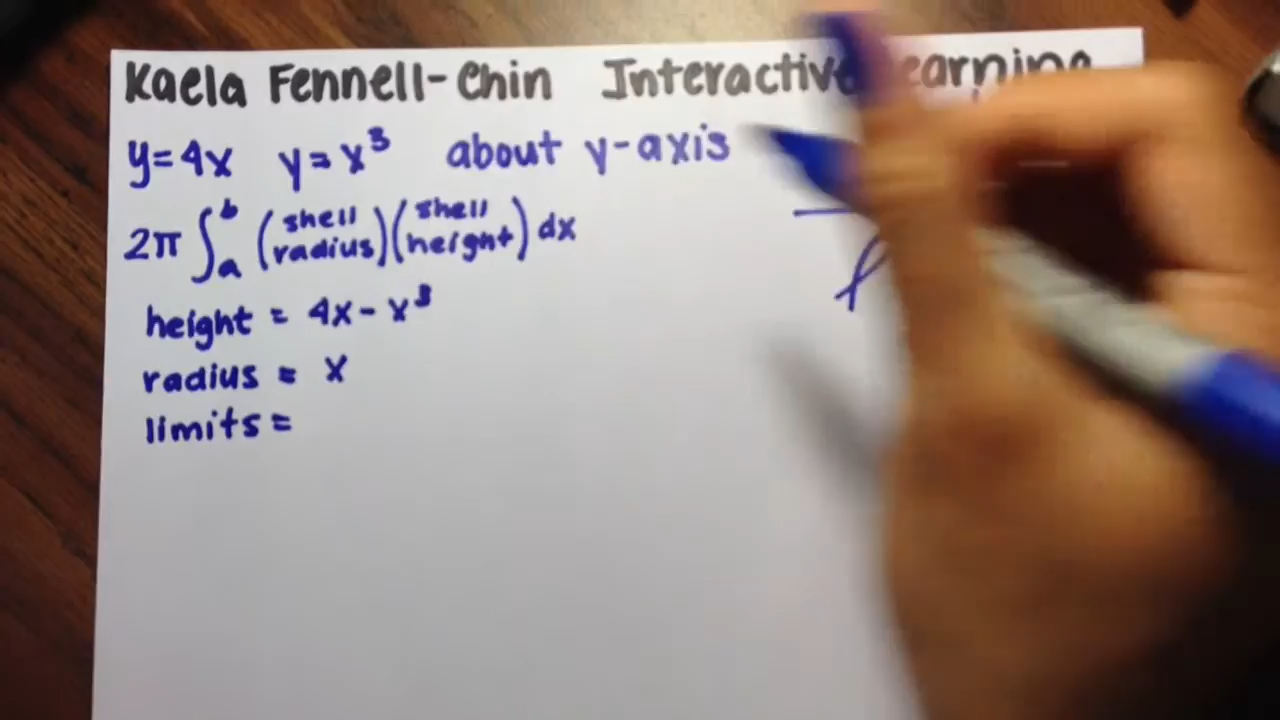 Kaela Fennell-Chin Interactive Learning
y=4x y=x³ about y-axis
2π ∫ₐᵇ (shell radius)(shell height) dx
height = 4x - x³
radius = x
limits =